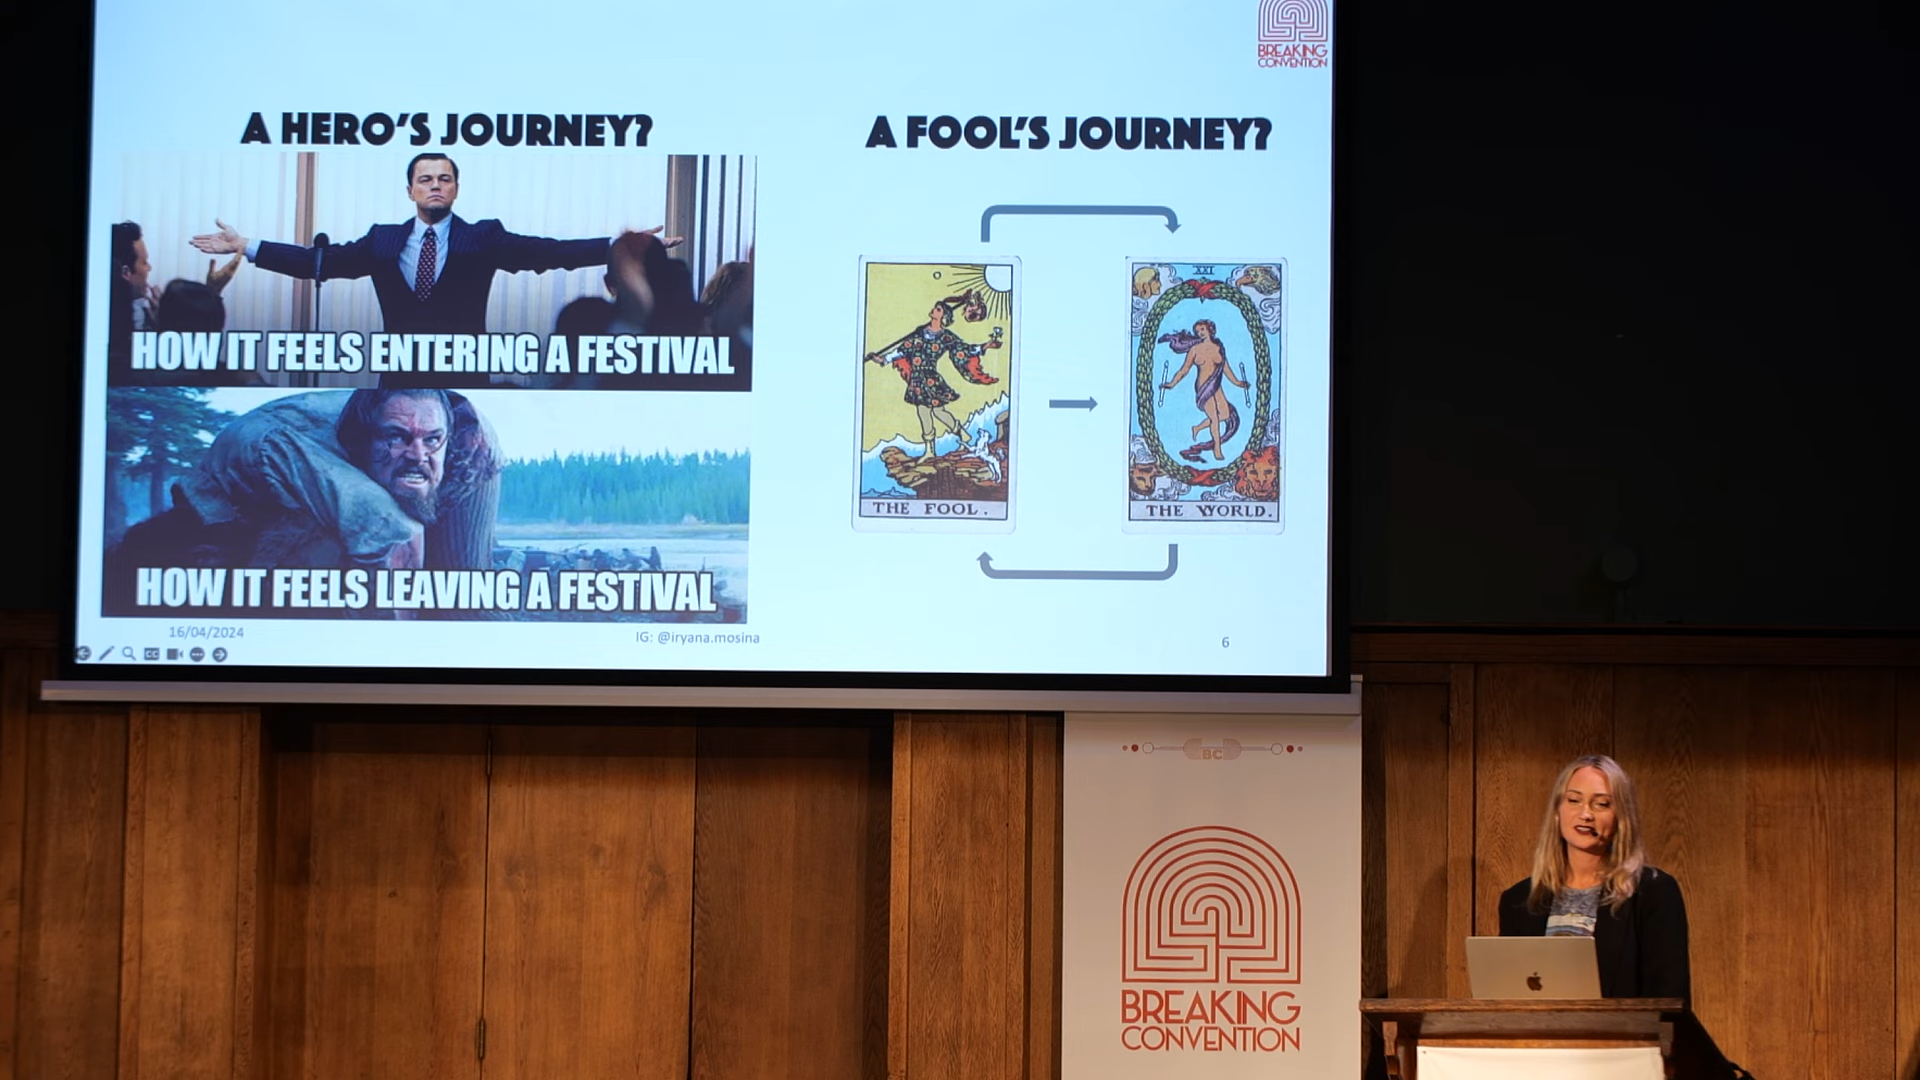 BREAKING
CONVENTION
A HERO'S JOURNEY?
A FOOL'S JOURNEY?
HOW IT FEELS ENTERING A FESTIVAL
HOW IT FEELS LEAVING A FESTIVAL
XXI
0
THE FOOL.
THE WORLD.
16/04/2024
IG: @iryana.mosina
6
CC
BC
BREAKING
CONVENTION